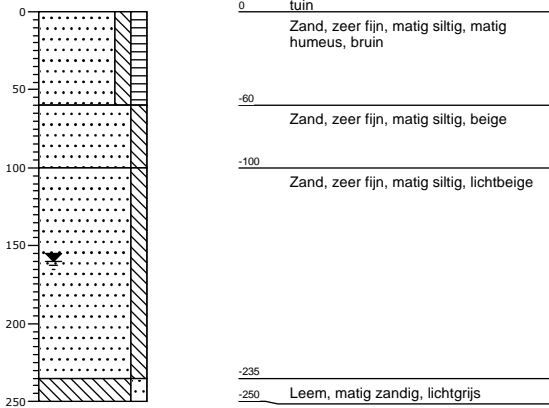 0
50
100
150
200
250
0
tuin
Zand, zeer fijn, matig siltig, matig
humeus, bruin
-60
Zand, zeer fijn, matig siltig, beige
-100
Zand, zeer fijn, matig siltig, lichtbeige
-235
-250
Leem, matig zandig, lichtgrijs